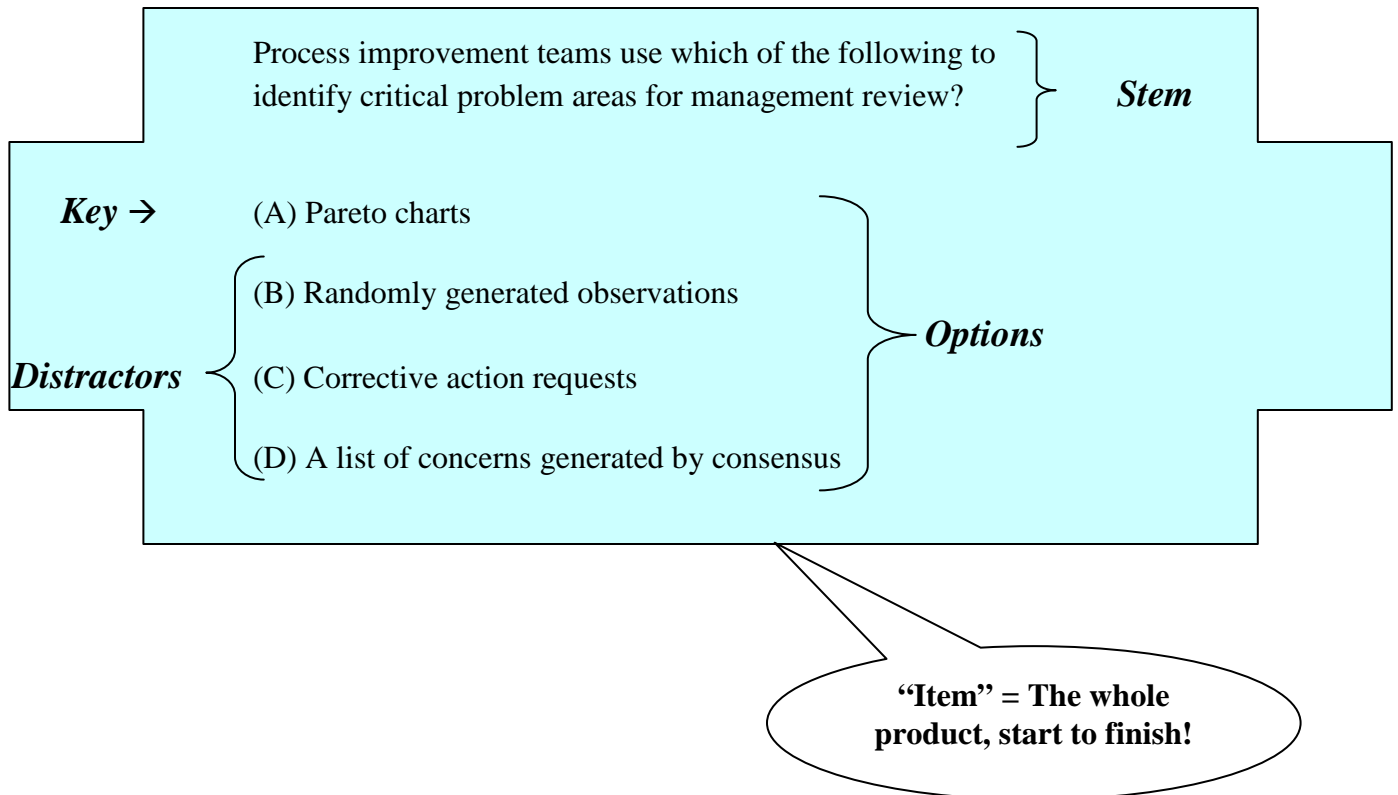 Process improvement teams use which of the following to
identify critical problem areas for management review?
Stem
Key →
(A) Pareto charts
(B) Randomly generated observations
Options
Distractors
(C) Corrective action requests
(D) A list of concerns generated by consensus
“Item” = The whole
product, start to finish!